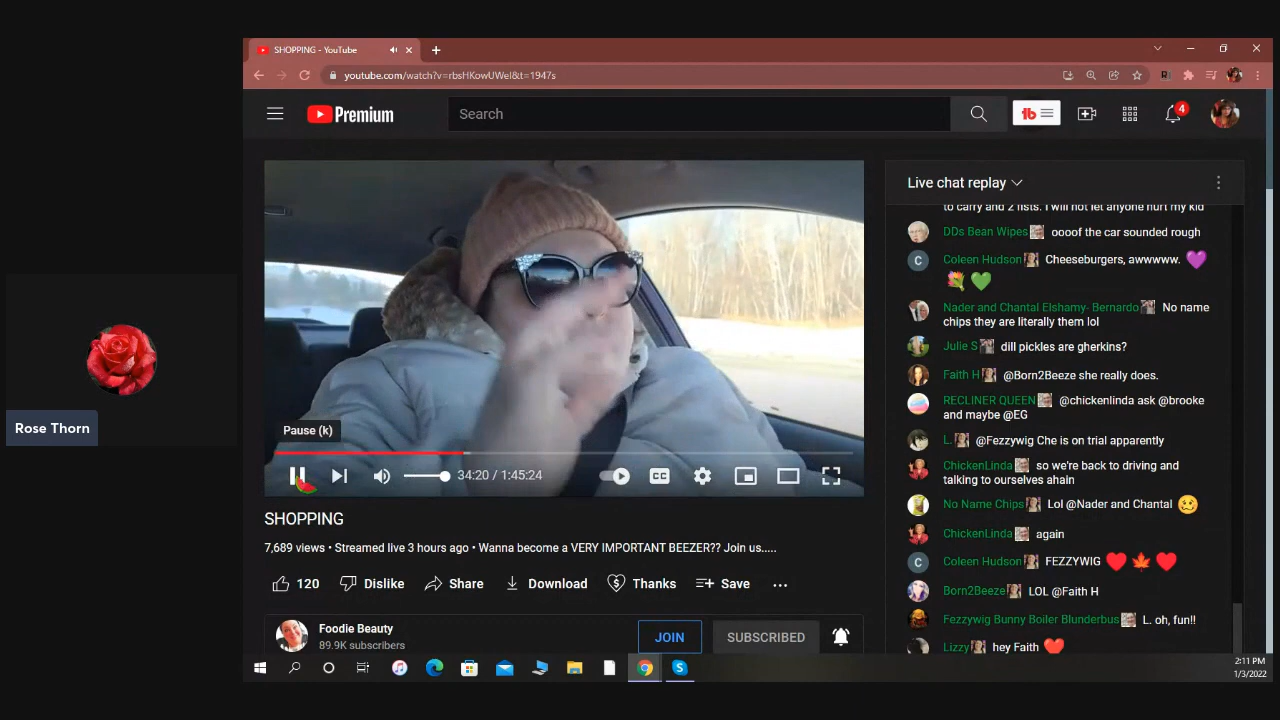 SHOPPING - YouTube
youtube.com/watch?v=rbsHKowUWeI&t=1947s
Premium
Search
4
Live chat replay
to carry and 2 fists. I will not let anyone hurt my kid
DDs Bean Wipes oooof the car sounded rough
C Coleen Hudson Cheeseburgers, awwwww.
Nader and Chantal Elshamy- Bernardo No name
chips they are literally them lol
Julie S dill pickles are gherkins?
Faith H @Born2Beeze she really does.
RECLINER QUEEN @chickenlinda ask @brooke
and maybe @EG
L. @Fezzywig Che is on trial apparently
ChickenLinda so we're back to driving and
talking to ourselves ahain
No Name Chips Lol @Nader and Chantal
ChickenLinda again
C Coleen Hudson FEZZYWIG
Born2Beeze LOL @Faith H
Fezzywig Bunny Boiler Blunderbus L. oh, fun!!
Lizzy hey Faith
Rose Thorn
Pause (k)
34:20 / 1:45:24
CC
SHOPPING
7,689 views • Streamed live 3 hours ago • Wanna become a VERY IMPORTANT BEEZER?? Join us.....
120 Dislike Share Download Thanks Save ...
Foodie Beauty
89.9K subscribers
JOIN
SUBSCRIBED
2:11 PM
1/3/2022